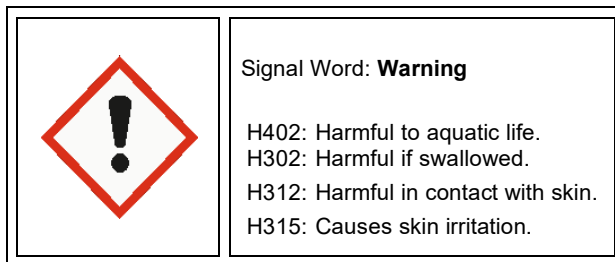 Signal Word: Warning
H402: Harmful to aquatic life.
H302: Harmful if swallowed.
H312: Harmful in contact with skin.
H315: Causes skin irritation.